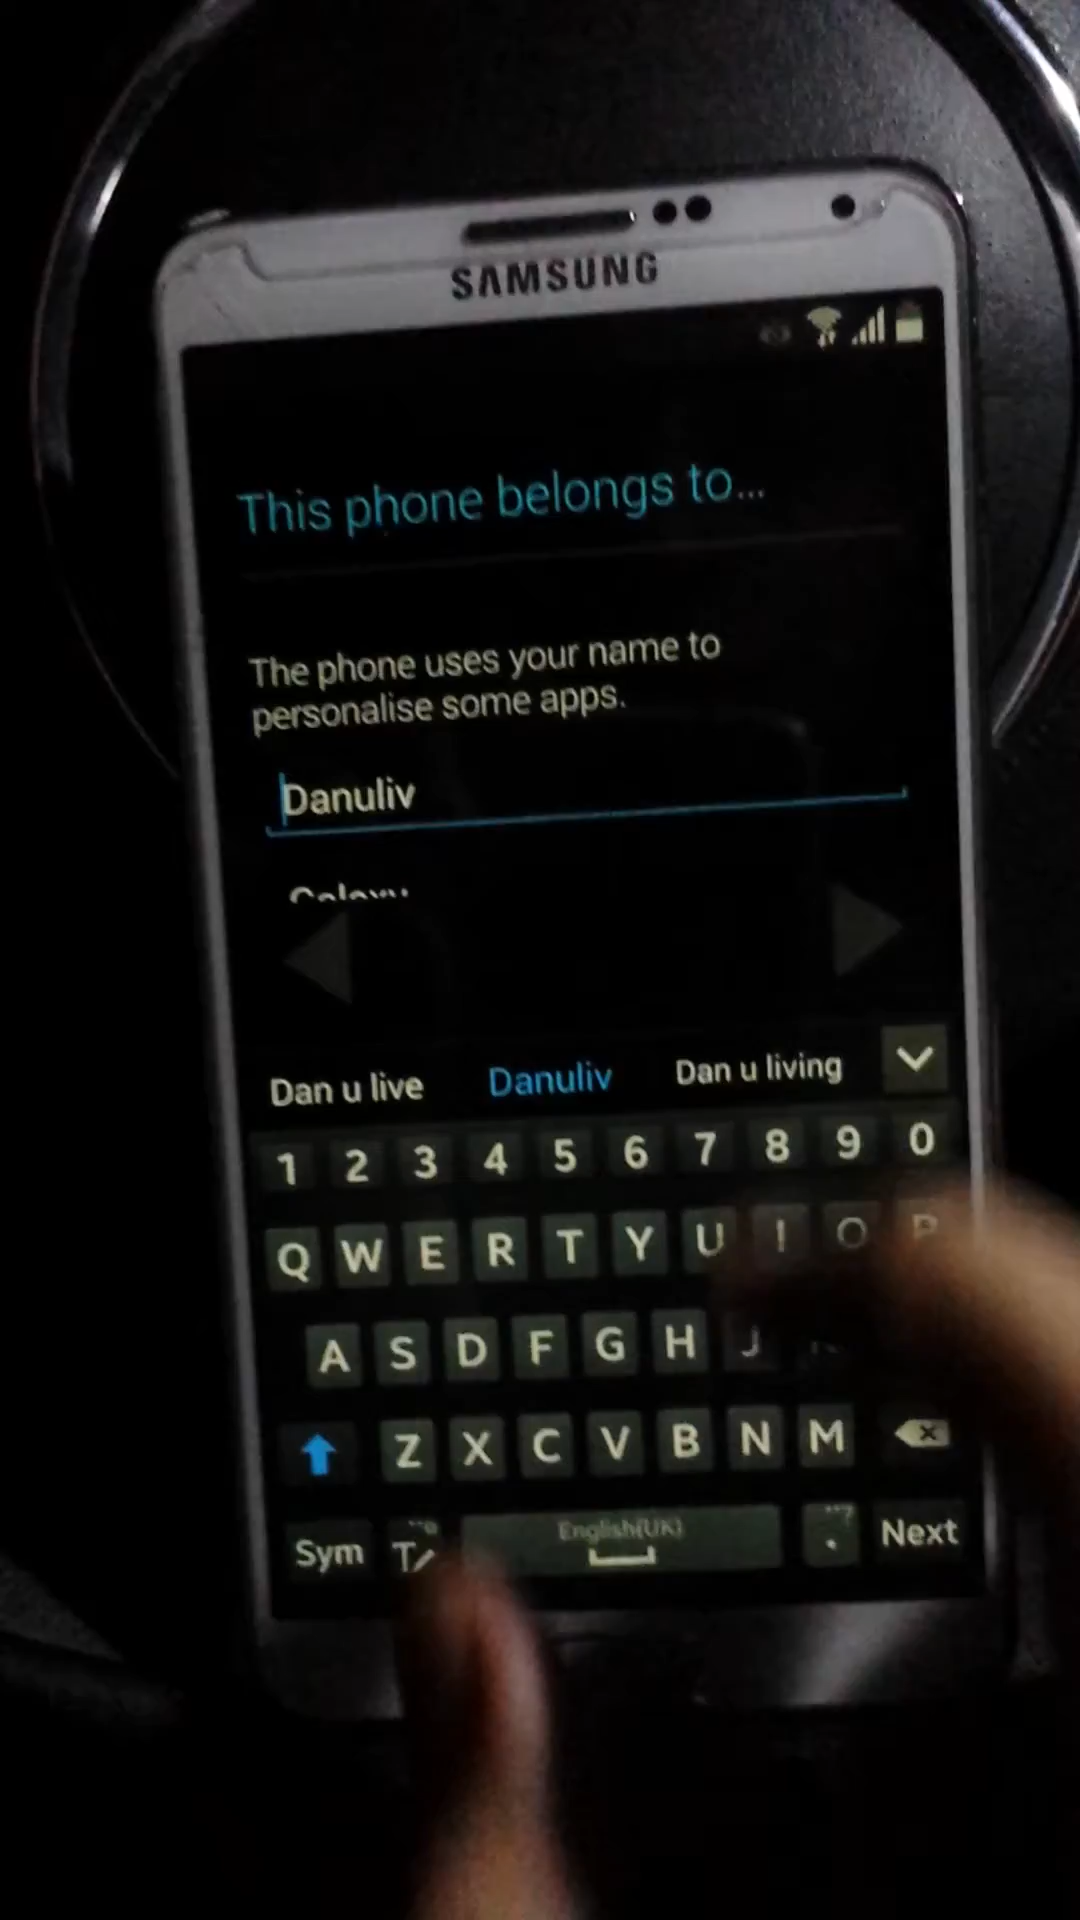 SAMSUNG
This phone belongs to...
The phone uses your name to
personalise some apps.
Danuliv
Dan u live Danuliv Dan u living
1 2 3 4 5 6 7 8 9 0
Q W E R T Y U I O P
A S D F G H J
Z X C V B N M
Sym T English(UK) . Next